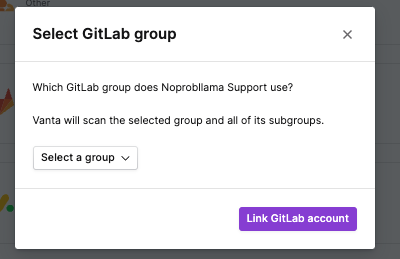 Other
Select GitLab group
Which GitLab group does Noprobllama Support use?
Vanta will scan the selected group and all of its subgroups.
Select a group
Link GitLab account